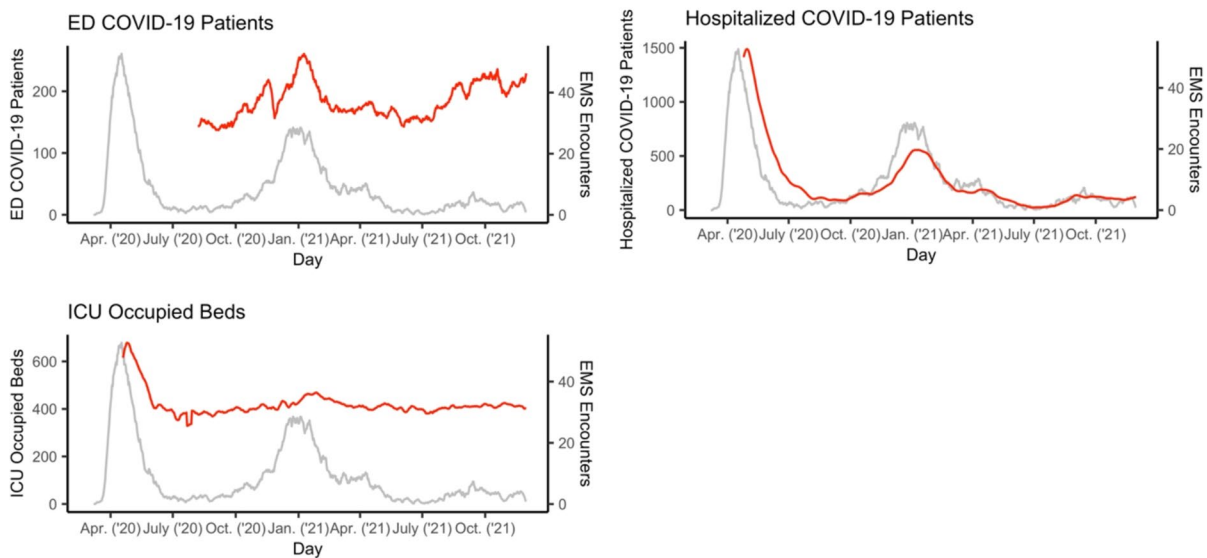 ED COVID-19 Patients
ED COVID-19 Patients
200
100
0
EMS Encounters
40
20
0
Apr. ('20) July ('20) Oct. ('20) Jan. ('21) Apr. ('21) July ('21) Oct. ('21)
Day
Hospitalized COVID-19 Patients
Hospitalized COVID-19 Patients
1500
1000
500
0
EMS Encounters
40
20
0
Apr. ('20) July ('20) Oct. ('20) Jan. ('21) Apr. ('21) July ('21) Oct. ('21)
Day
ICU Occupied Beds
ICU Occupied Beds
600
400
200
0
EMS Encounters
40
20
0
Apr. ('20) July ('20) Oct. ('20) Jan. ('21) Apr. ('21) July ('21) Oct. ('21)
Day